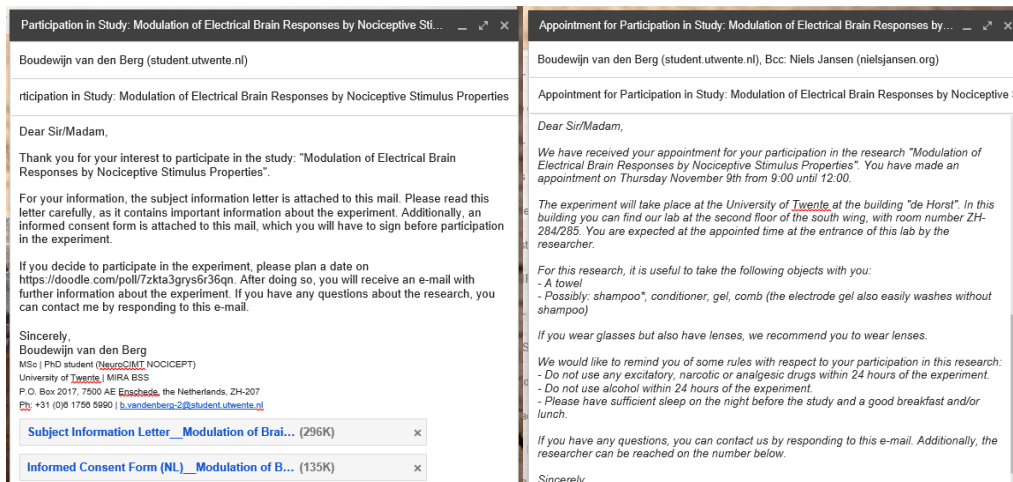 Participation in Study: Modulation of Electrical Brain Responses by Nociceptive Sti...
Boudewijn van den Berg (student.utwente.nl)
rticipation in Study: Modulation of Electrical Brain Responses by Nociceptive Stimulus Properties
Dear Sir/Madam,
Thank you for your interest to participate in the study: "Modulation of Electrical Brain
Responses by Nociceptive Stimulus Properties".
For your information, the subject information letter is attached to this mail. Please read this
letter carefully, as it contains important information about the experiment. Additionally, an
informed consent form is attached to this mail, which you will have to sign before participation
in the experiment.
If you decide to participate in the experiment, please plan a date on
https://doodle.com/poll/7zkta3grys6r36qn. After doing so, you will receive an e-mail with
further information about the experiment. If you have any questions about the research, you
can contact me by responding to this e-mail.
Sincerely,
Boudewijn van den Berg
MSc | PhD student (NeuroCIMT NOCICEPT)
University of Twente | MIRA BSS
P.O. Box 2017, 7500 AE Enschede, the Netherlands, ZH-207
Ph: +31 (0)6 1756 5990 | b.vandenberg-2@student.utwente.nl
Subject Information Letter__Modulation of Brai... (296K)
Informed Consent Form (NL)__Modulation of B... (135K)
Appointment for Participation in Study: Modulation of Electrical Brain Responses by...
Boudewijn van den Berg (student.utwente.nl), Bcc: Niels Jansen (nielsjansen.org)
Appointment for Participation in Study: Modulation of Electrical Brain Responses by Nociceptive
Dear Sir/Madam,
We have received your appointment for your participation in the research "Modulation of
Electrical Brain Responses by Nociceptive Stimulus Properties". You have made an
appointment on Thursday November 9th from 9:00 until 12:00.
The experiment will take place at the University of Twente at the building "de Horst". In this
building you can find our lab at the second floor of the south wing, with room number ZH-
284/285. You are expected at the appointed time at the entrance of this lab by the
researcher.
For this research, it is useful to take the following objects with you:
- A towel
- Possibly: shampoo*, conditioner, gel, comb (the electrode gel also easily washes without
shampoo)
If you wear glasses but also have lenses, we recommend you to wear lenses.
We would like to remind you of some rules with respect to your participation in this research:
- Do not use any excitatory, narcotic or analgesic drugs within 24 hours of the experiment.
- Do not use alcohol within 24 hours of the experiment.
- Please have sufficient sleep on the night before the study and a good breakfast and/or
lunch.
If you have any questions, you can contact us by responding to this e-mail. Additionally, the
researcher can be reached on the number below.
Sincerely